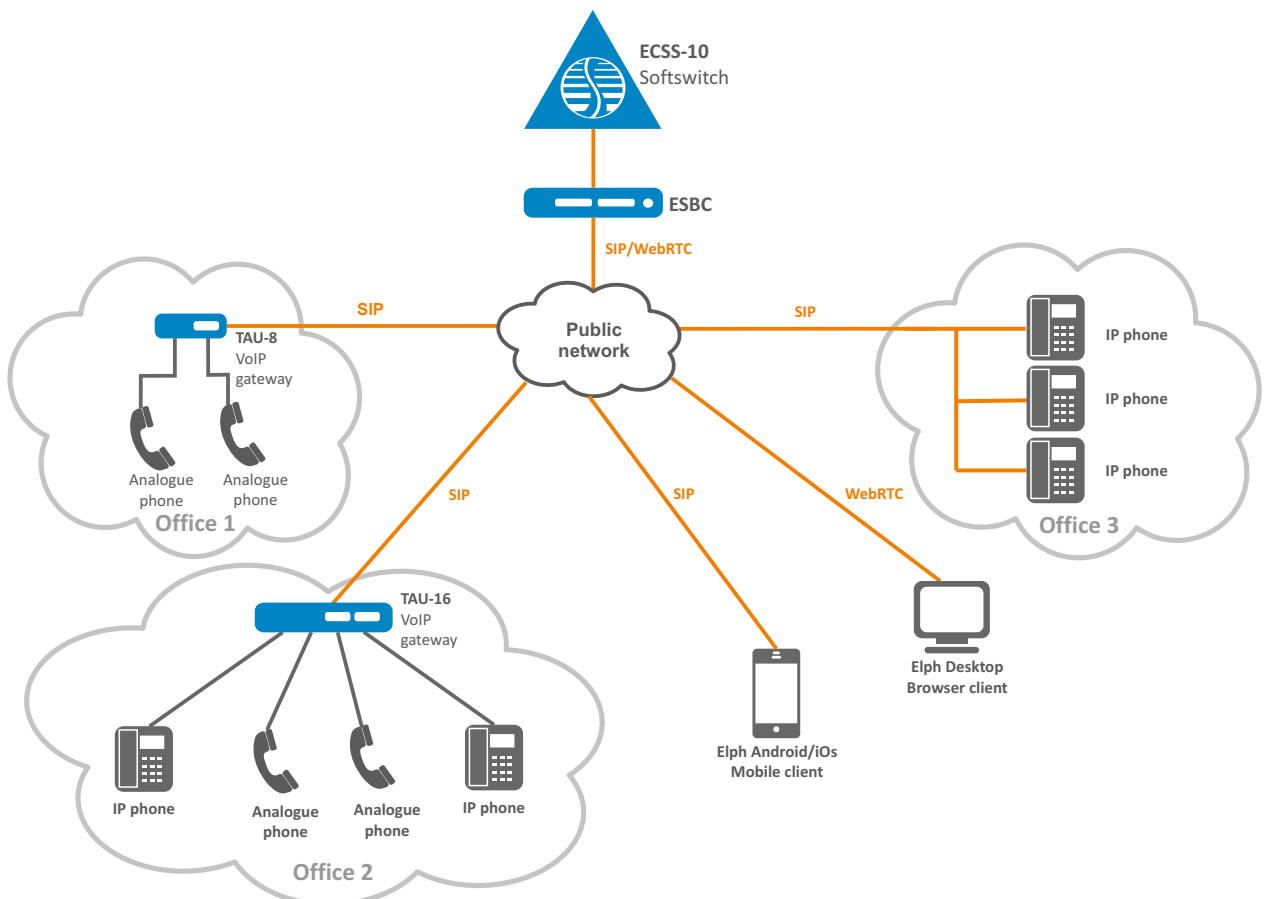 ECSS-10
Softswitch
ESBC
SIP/WebRTC
SIP
Public
network
SIP
TAU-8
VoIP
gateway
IP phone
IP phone
IP phone
Analogue
phone
Analogue
phone
Office 1
Office 3
SIP
SIP
WebRTC
TAU-16
VoIP
gateway
Elph Desktop
Browser client
Elph Android/iOs
Mobile client
IP phone
Analogue
phone
Analogue
phone
IP phone
Office 2